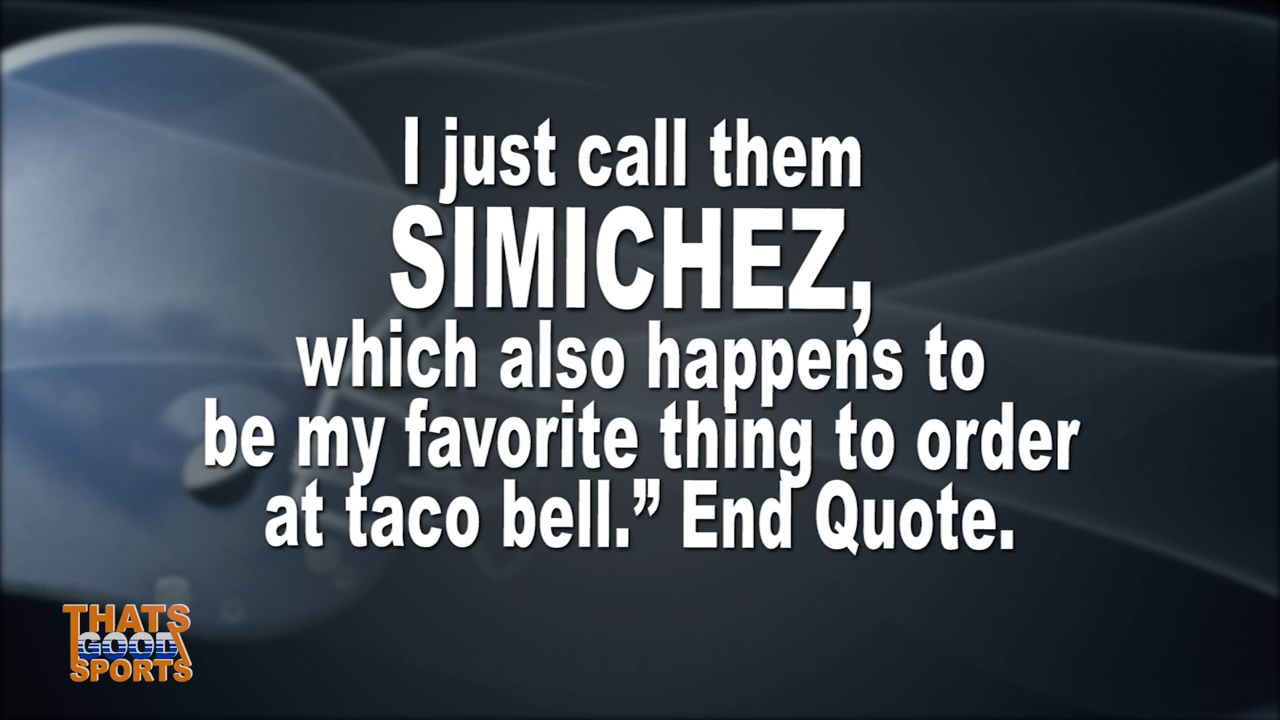 I just call them
SIMICHEZ,
which also happens to
be my favorite thing to order
at taco bell.” End Quote.
THATS
GOOD
SPORTS